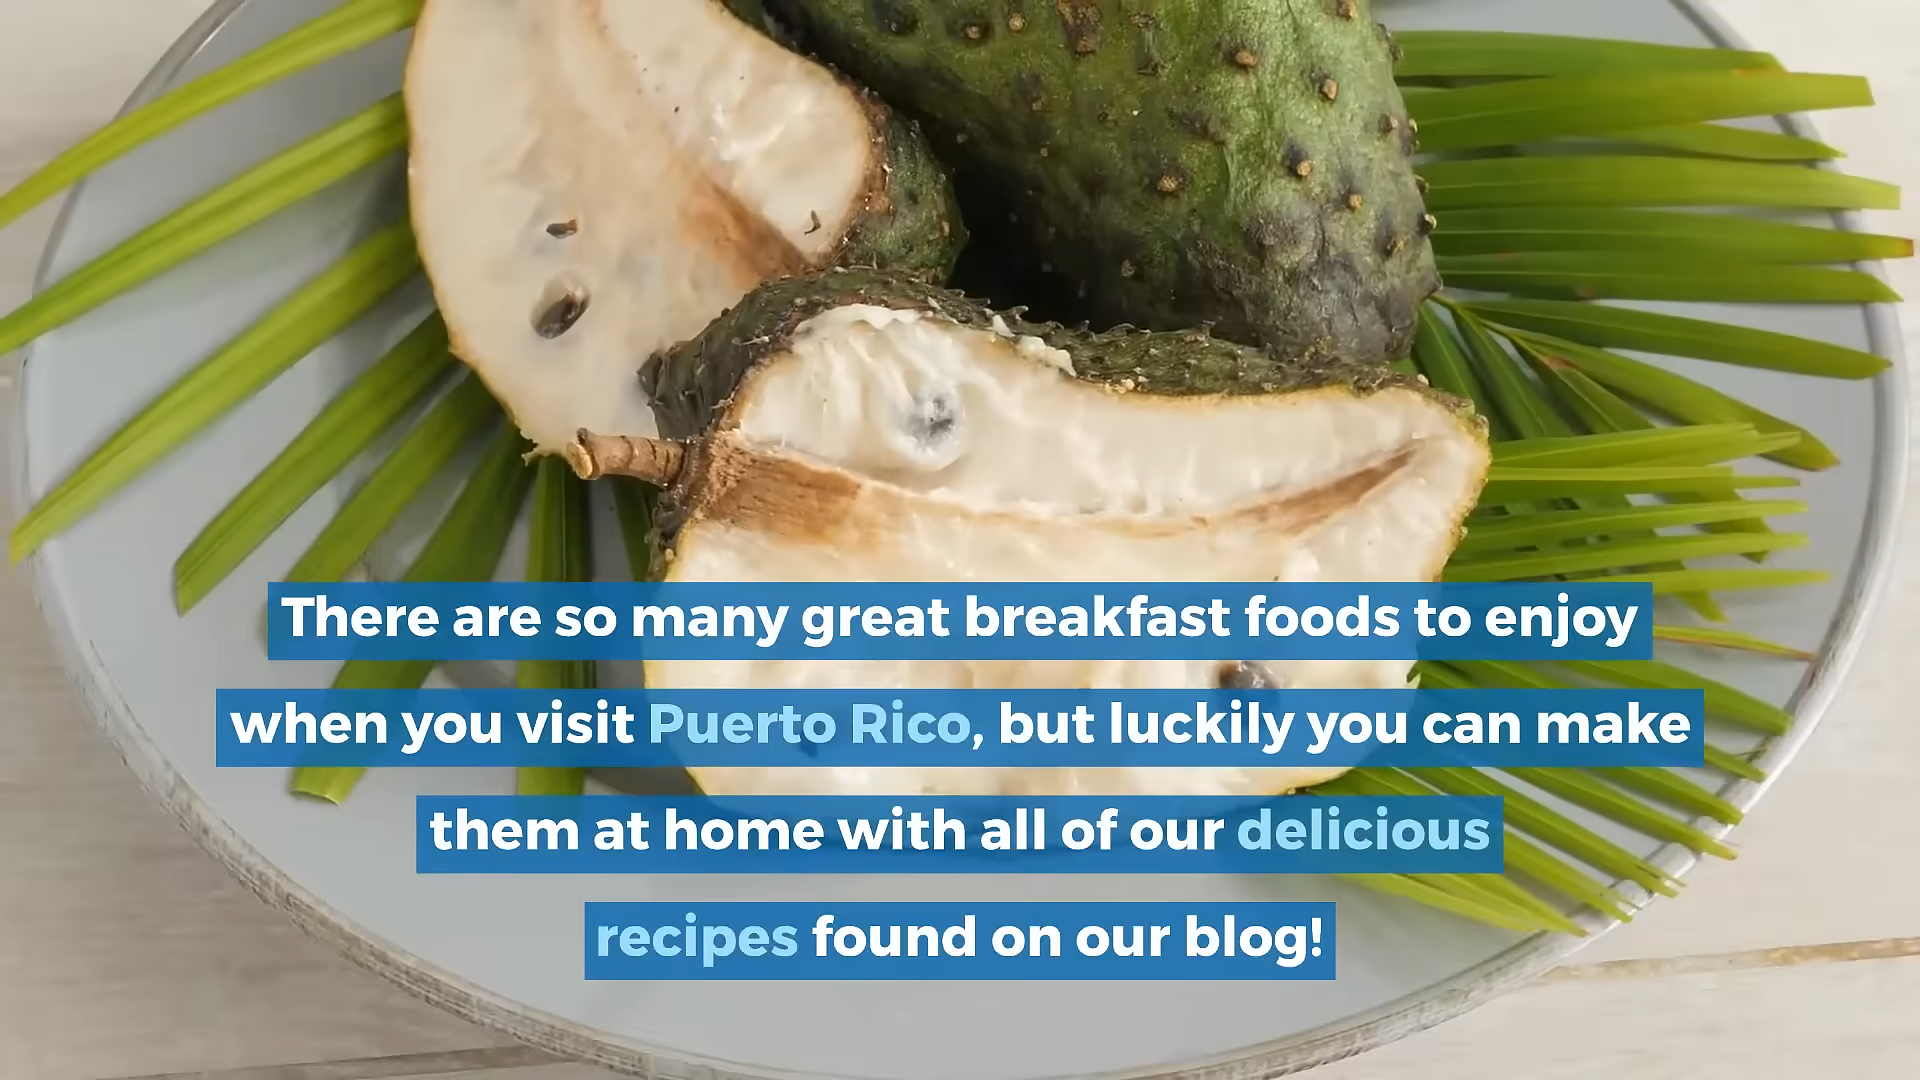 There are so many great breakfast foods to enjoy
when you visit Puerto Rico, but luckily you can make
them at home with all of our delicious
recipes found on our blog!